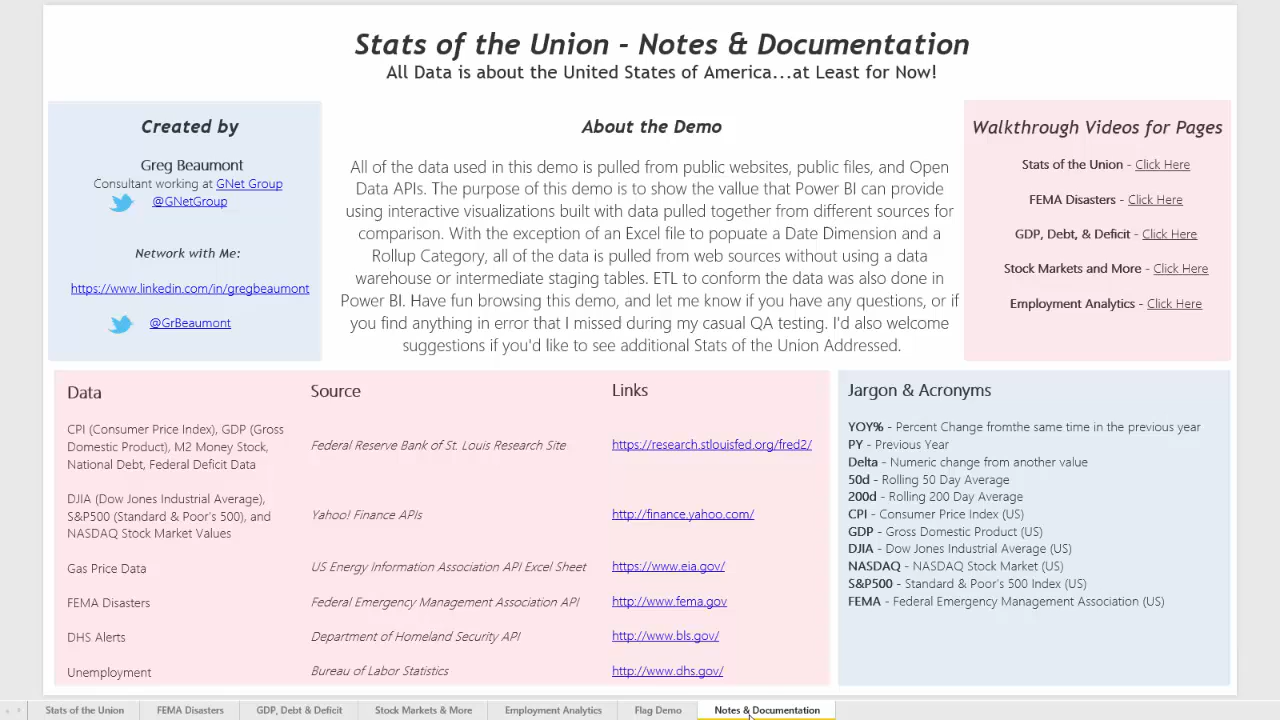 Stats of the Union - Notes & Documentation
All Data is about the United States of America...at Least for Now!
Created by
Greg Beaumont
Consultant working at GNet Group
@GNetGroup
Network with Me:
https://www.linkedin.com/in/gregbeaumont
@GrBeaumont
About the Demo
All of the data used in this demo is pulled from public websites, public files, and Open
Data APIs. The purpose of this demo is to show the vallue that Power BI can provide
using interactive visualizations built with data pulled together from different sources for
comparison. With the exception of an Excel file to popuate a Date Dimension and a
Rollup Category, all of the data is pulled from web sources without using a data
warehouse or intermediate staging tables. ETL to conform the data was also done in
Power BI. Have fun browsing this demo, and let me know if you have any questions, or if
you find anything in error that I missed during my casual QA testing. I'd also welcome
suggestions if you'd like to see additional Stats of the Union Addressed.
Walkthrough Videos for Pages
Stats of the Union - Click Here
FEMA Disasters - Click Here
GDP, Debt, & Deficit - Click Here
Stock Markets and More - Click Here
Employment Analytics - Click Here
Data Source Links
CPI (Consumer Price Index), GDP (Gross
Domestic Product), M2 Money Stock,
National Debt, Federal Deficit Data
Federal Reserve Bank of St. Louis Research Site
https://research.stlouisfed.org/fred2/
DJIA (Dow Jones Industrial Average),
S&P500 (Standard & Poor's 500), and
NASDAQ Stock Market Values
Yahoo! Finance APIs
http://finance.yahoo.com/
Gas Price Data US Energy Information Association API Excel Sheet https://www.eia.gov/
FEMA Disasters Federal Emergency Management Association API http://www.fema.gov
DHS Alerts Department of Homeland Security API http://www.bls.gov/
Unemployment Bureau of Labor Statistics http://www.dhs.gov/
Jargon & Acronyms
YOY% - Percent Change fromthe same time in the previous year
PY - Previous Year
Delta - Numeric change from another value
50d - Rolling 50 Day Average
200d - Rolling 200 Day Average
CPI - Consumer Price Index (US)
GDP - Gross Domestic Product (US)
DJIA - Dow Jones Industrial Average (US)
NASDAQ - NASDAQ Stock Market (US)
S&P500 - Standard & Poor's 500 Index (US)
FEMA - Federal Emergency Management Association (US)
Stats of the Union FEMA Disasters GDP, Debt & Deficit Stock Markets & More Employment Analytics Flag Demo Notes & Documentation